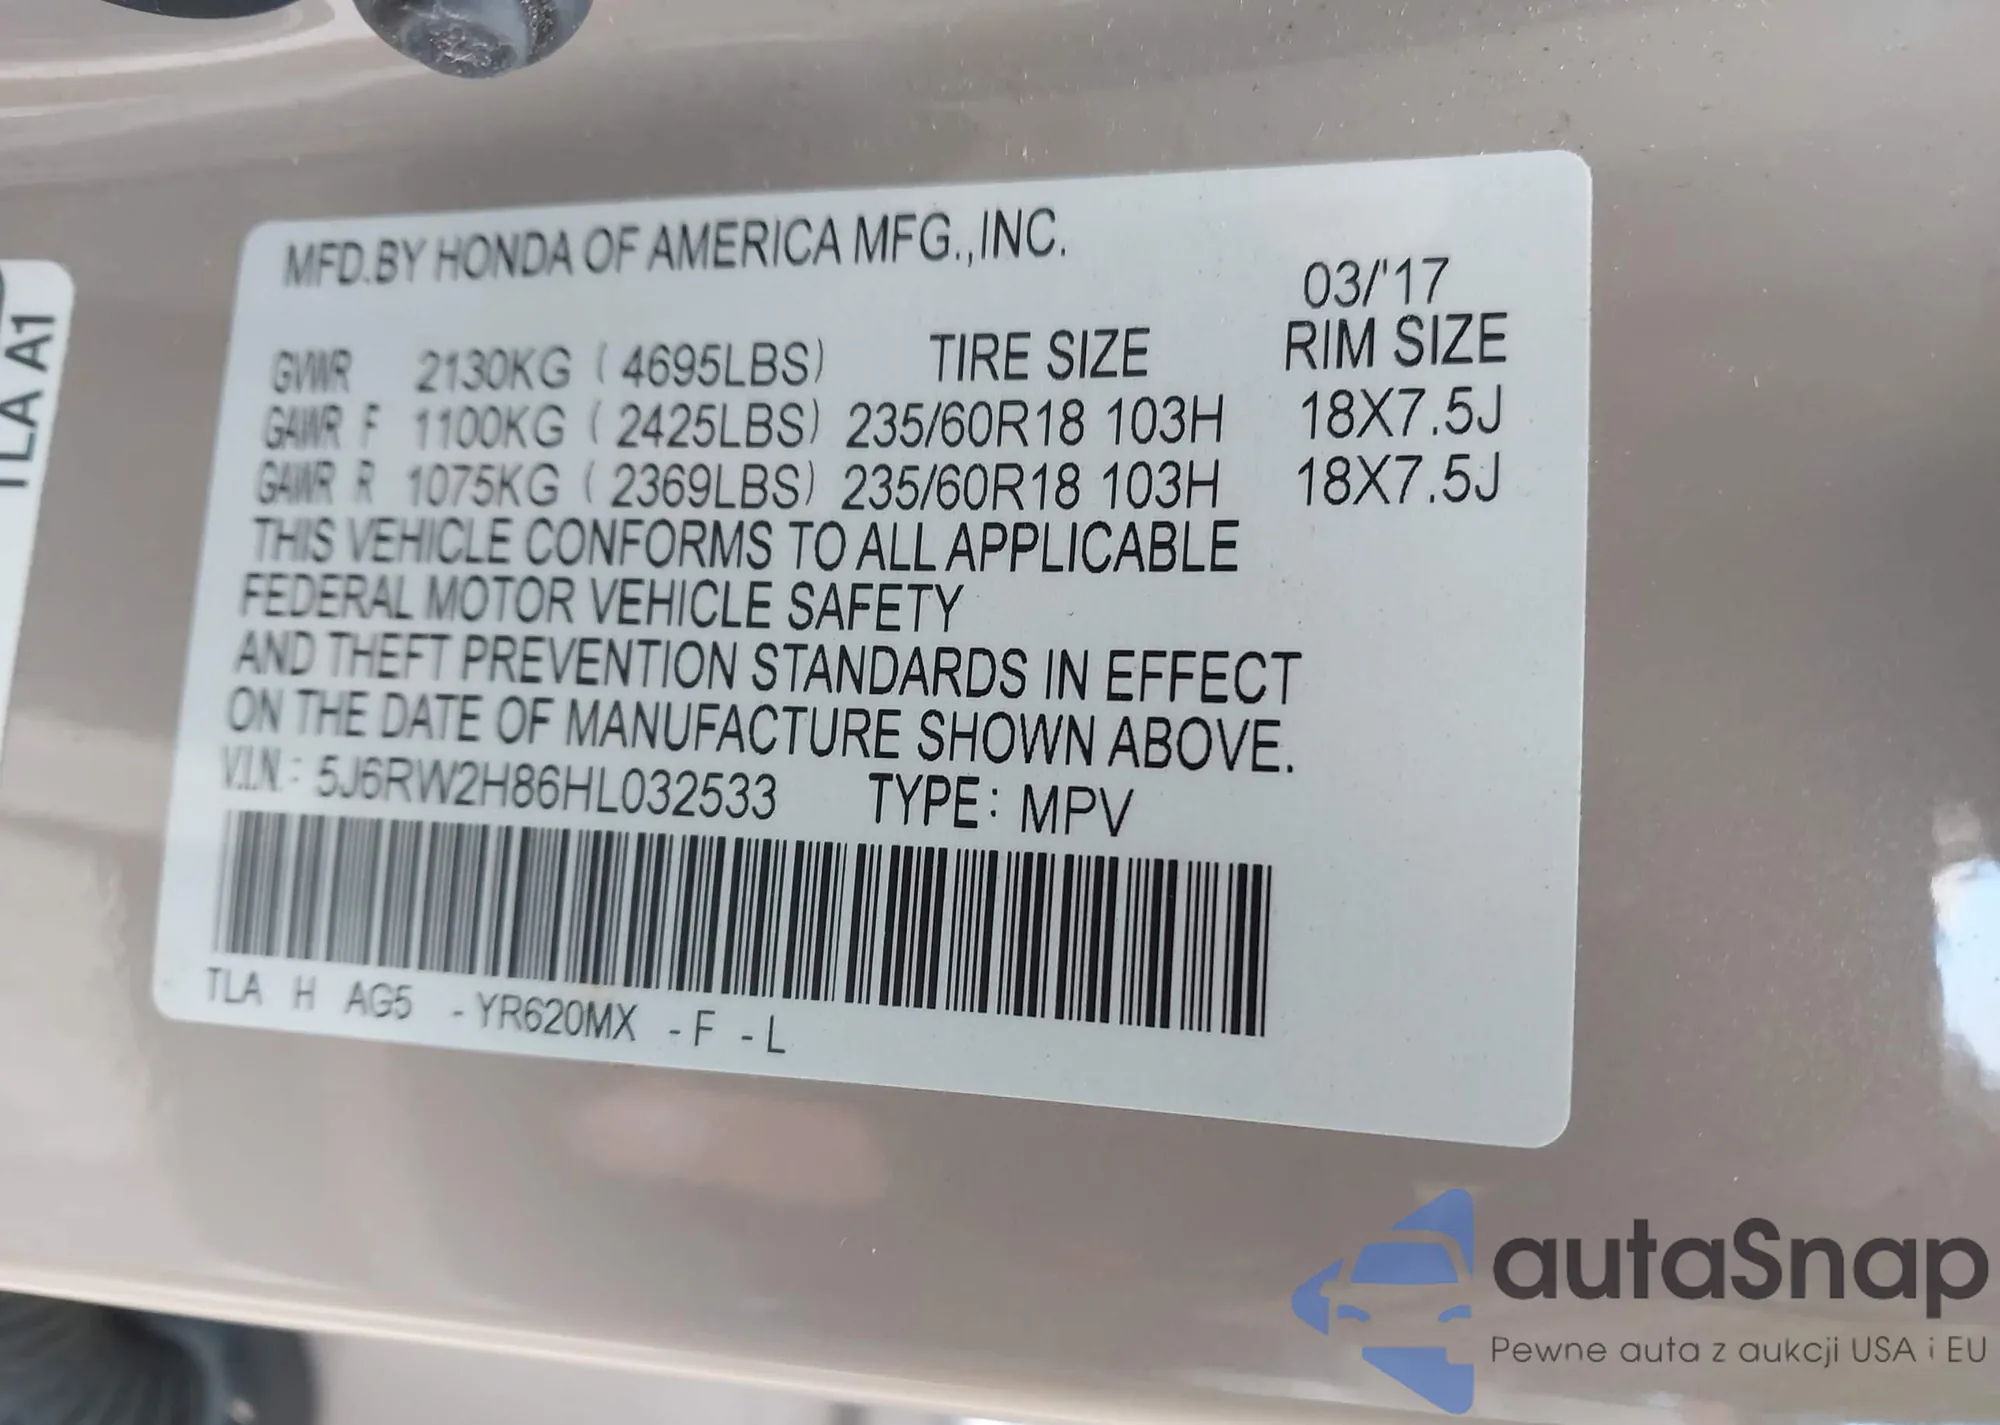 TLA A1
MFD.BY HONDA OF AMERICA MFG.,INC.
03/'17
GVWR 2130KG (4695LBS) TIRE SIZE RIM SIZE
GAWR F 1100KG (2425LBS) 235/60R18 103H 18X7.5J
GAWR R 1075KG (2369LBS) 235/60R18 103H 18X7.5J
THIS VEHICLE CONFORMS TO ALL APPLICABLE
FEDERAL MOTOR VEHICLE SAFETY
AND THEFT PREVENTION STANDARDS IN EFFECT
ON THE DATE OF MANUFACTURE SHOWN ABOVE.
V.I.N.: 5J6RW2H86HL032533 TYPE: MPV
TLA H AG5 -YR620MX -F -L
autaSnap
Pewne auta z aukcji USA i EU